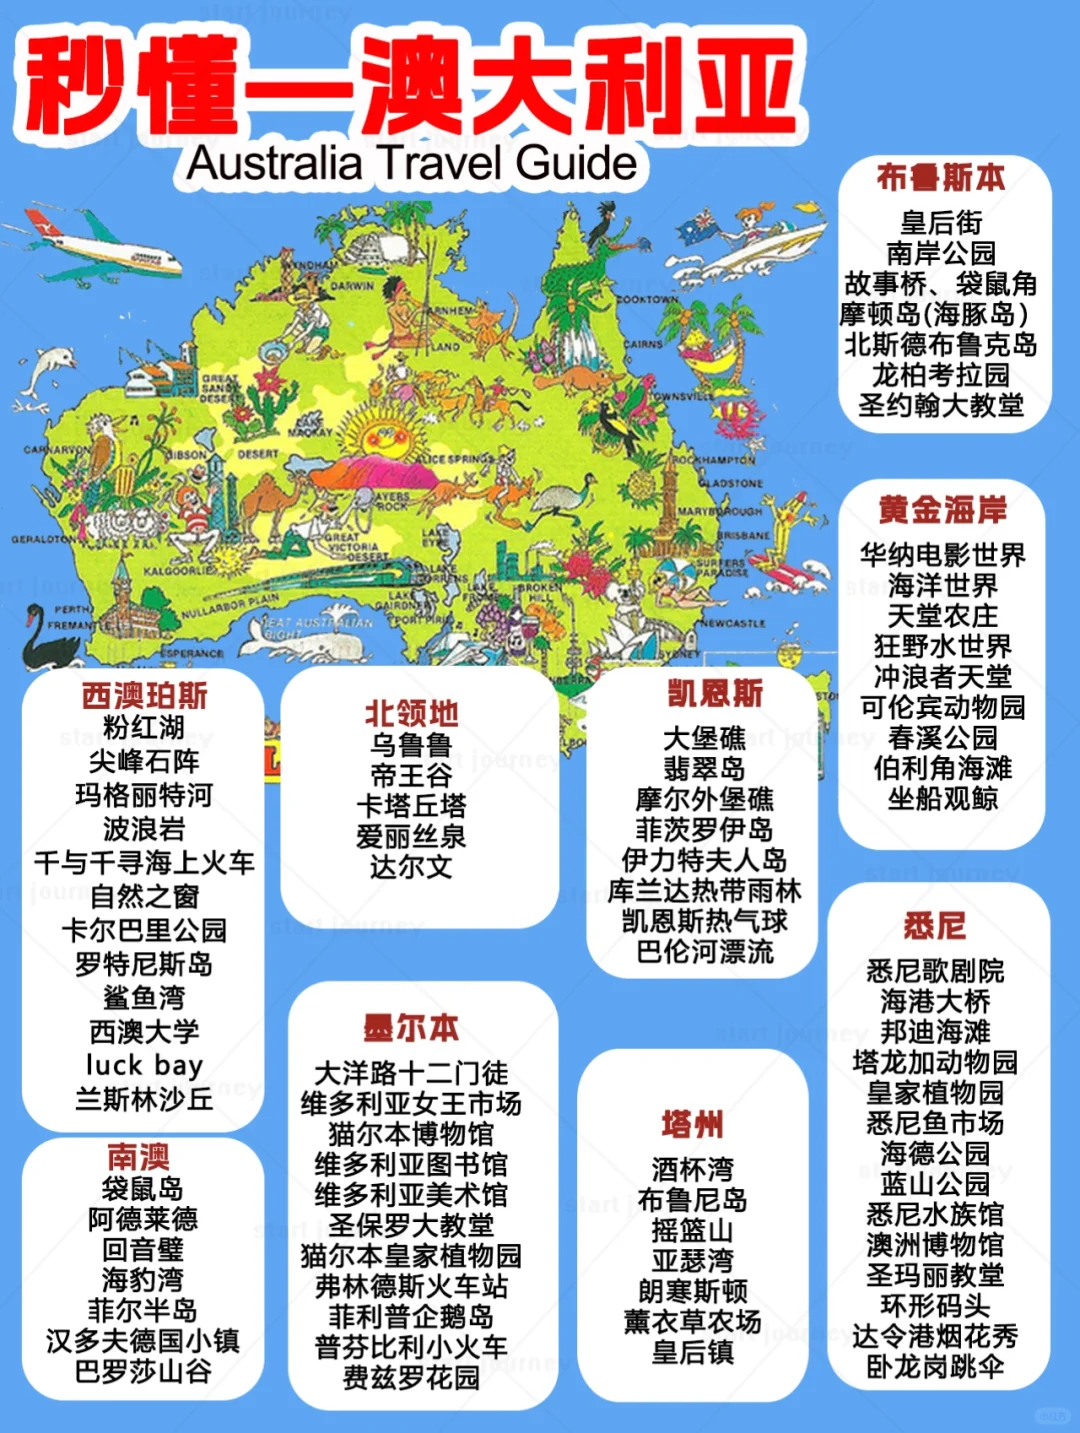 秒懂—澳大利亚
Australia Travel Guide
WYNDHAM
DARWIN
ARNHEM
LAND
COOKTOWN
CAIRNS
TOWNSVILLE
GREAT
SANDY
DESERT
LAKE
MACKAY
CARNARVON
GIBSON
DESERT
ALICE SPRINGS
ROCKHAMPTON
GLADSTONE
AYERS
ROCK
MARYBOROUGH
GERALDTON
GREAT
VICTORIA
DESERT
LAKE
EYRE
BRISBANE
KALGOORLIE
SURFERS
PARADISE
LAKE
TORRENS
LAKE
GAIRDNER
BROKEN
HILL
NULLARBOR PLAIN
PERTH
FREMANTLE
PORT PIRIE
NEWCASTLE
GREAT AUSTRALIAN
BIGHT
ESPERANCE
SYDNEY
布鲁斯本
皇后街
南岸公园
故事桥、袋鼠角
摩顿岛(海豚岛)
北斯德布鲁克岛
龙柏考拉园
圣约翰大教堂
黄金海岸
华纳电影世界
海洋世界
天堂农庄
狂野水世界
冲浪者天堂
可伦宾动物园
春溪公园
伯利角海滩
坐船观鲸
西澳珀斯
粉红湖
尖峰石阵
玛格丽特河
波浪岩
千与千寻海上火车
自然之窗
卡尔巴里公园
罗特尼斯岛
鲨鱼湾
西澳大学
luck bay
兰斯林沙丘
北领地
乌鲁鲁
帝王谷
卡塔丘塔
爱丽丝泉
达尔文
凯恩斯
大堡礁
翡翠岛
摩尔外堡礁
菲茨罗伊岛
伊力特夫人岛
库兰达热带雨林
凯恩斯热气球
巴伦河漂流
悉尼
悉尼歌剧院
海港大桥
邦迪海滩
塔龙加动物园
皇家植物园
悉尼鱼市场
海德公园
蓝山公园
悉尼水族馆
澳洲博物馆
圣玛丽教堂
环形码头
达令港烟花秀
卧龙岗跳伞
南澳
袋鼠岛
阿德莱德
回音壁
海豹湾
菲尔半岛
汉多夫德国小镇
巴罗莎山谷
墨尔本
大洋路十二门徒
维多利亚女王市场
猫尔本博物馆
维多利亚图书馆
维多利亚美术馆
圣保罗大教堂
猫尔本皇家植物园
弗林德斯火车站
菲利普企鹅岛
普芬比利小火车
费兹罗花园
塔州
酒杯湾
布鲁尼岛
摇篮山
亚瑟湾
朗寒斯顿
薰衣草农场
皇后镇
start journey